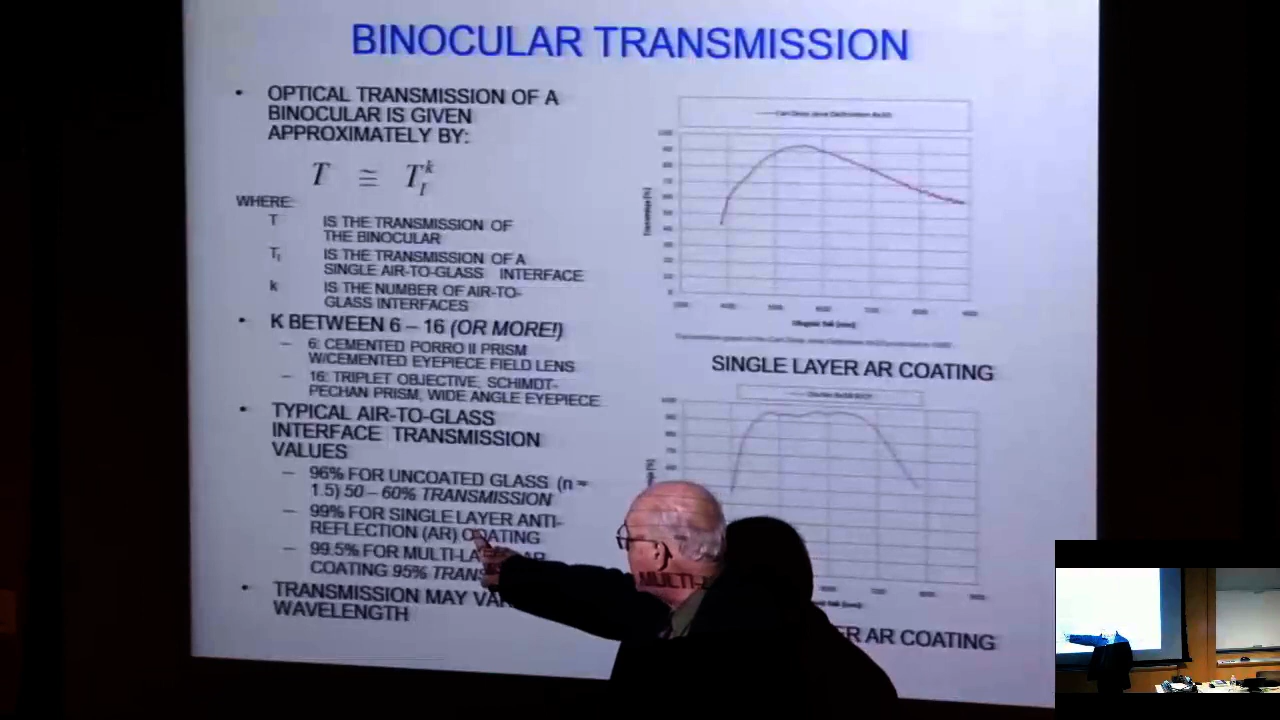 BINOCULAR TRANSMISSION
• OPTICAL TRANSMISSION OF A
BINOCULAR IS GIVEN
APPROXIMATELY BY:
T ≅ T_I^k
WHERE:
T IS THE TRANSMISSION OF
THE BINOCULAR
T_I IS THE TRANSMISSION OF A
SINGLE AIR-TO-GLASS INTERFACE
k IS THE NUMBER OF AIR-TO-
GLASS INTERFACES
• K BETWEEN 6 – 16 (OR MORE!)
– 6: CEMENTED PORRO II PRISM
W/CEMENTED EYEPIECE FIELD LENS
– 16: TRIPLET OBJECTIVE, SCHIMDT-
PECHAN PRISM, WIDE ANGLE EYEPIECE
• TYPICAL AIR-TO-GLASS
INTERFACE TRANSMISSION
VALUES
– 96% FOR UNCOATED GLASS (n ≈
1.5) 50 – 60% TRANSMISSION
– 99% FOR SINGLE LAYER ANTI-
REFLECTION (AR) COATING
– 99.5% FOR MULTI-LAYER AR
COATING 95% TRANS
• TRANSMISSION MAY VAR
WAVELENGTH
SINGLE LAYER AR COATING
MULTI-L
ER AR COATING